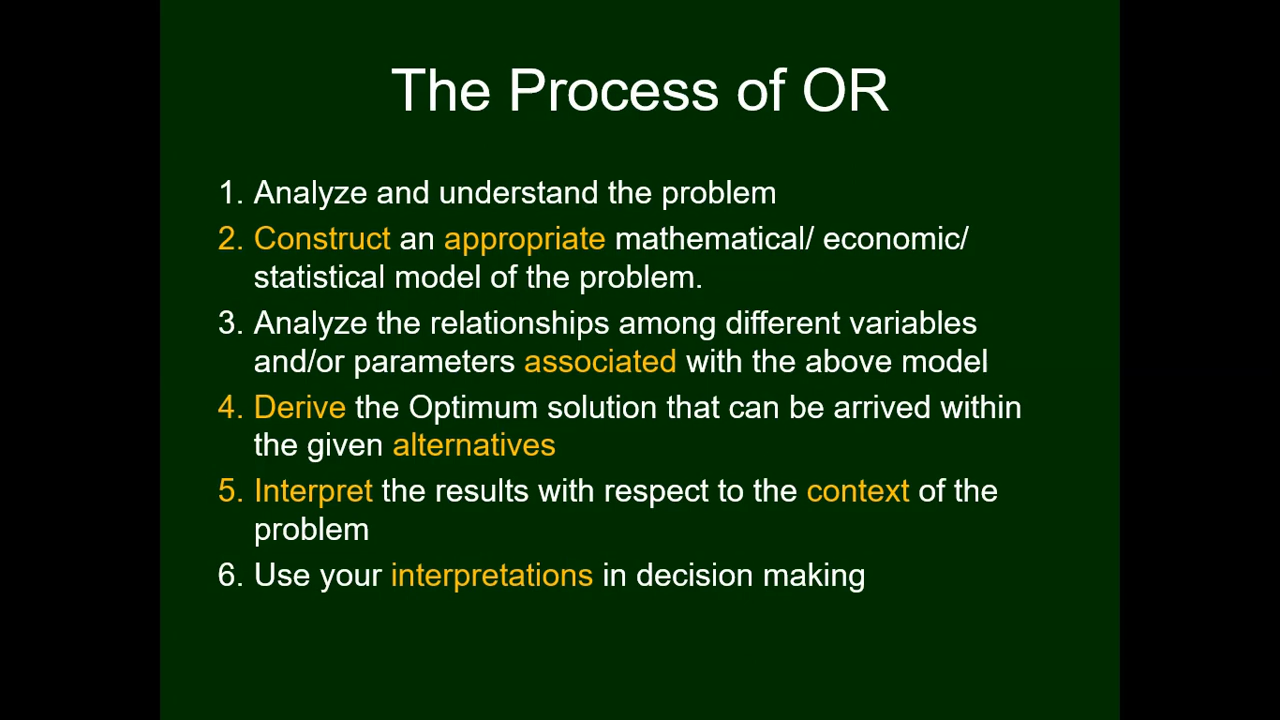 The Process of OR
1. Analyze and understand the problem
2. Construct an appropriate mathematical/ economic/
statistical model of the problem.
3. Analyze the relationships among different variables
and/or parameters associated with the above model
4. Derive the Optimum solution that can be arrived within
the given alternatives
5. Interpret the results with respect to the context of the
problem
6. Use your interpretations in decision making